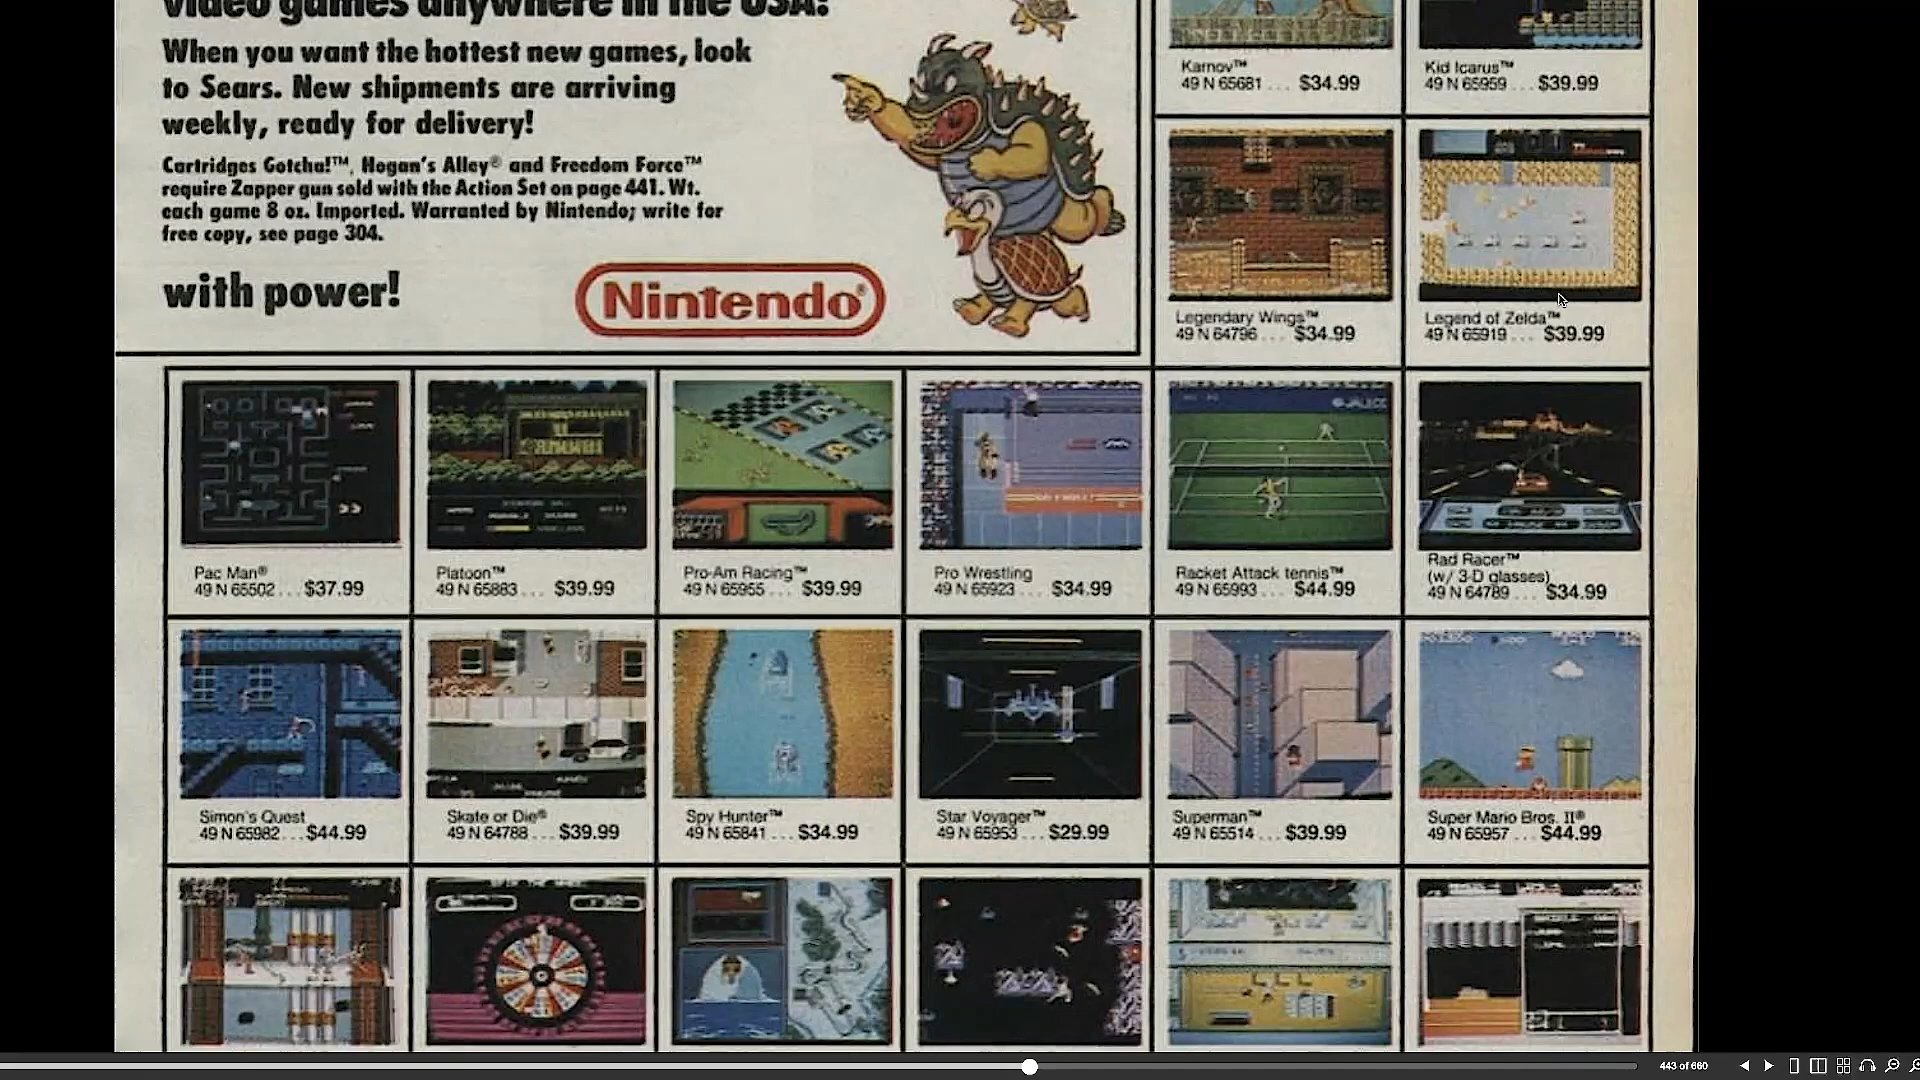 video games anywhere in the USA!
When you want the hottest new games, look
to Sears. New shipments are arriving
weekly, ready for delivery!
Cartridges Gotcha!™, Hogan's Alley® and Freedom Force™
require Zapper gun sold with the Action Set on page 441. Wt.
each game 8 oz. Imported. Warranted by Nintendo; write for
free copy, see page 304.
with power!
Nintendo®
Karnov™
49 N 65681 ... $34.99
Kid Icarus™
49 N 65959 ... $39.99
Legendary Wings™
49 N 64796 ... $34.99
Legend of Zelda™
49 N 65919 ... $39.99
JALECO
Pac Man®
49 N 65502 ... $37.99
Platoon™
49 N 65883 ... $39.99
Pro-Am Racing™
49 N 65955 ... $39.99
Pro Wrestling
49 N 65923 ... $34.99
Racket Attack tennis™
49 N 65993 ... $44.99
Rad Racer™
(w/ 3-D glasses)
49 N 64789 ... $34.99
Simon's Quest
49 N 65982 ... $44.99
Skate or Die®
49 N 64788 ... $39.99
Spy Hunter™
49 N 65841 ... $34.99
Star Voyager™
49 N 65953 ... $29.99
Superman™
49 N 65514 ... $39.99
Super Mario Bros. II®
49 N 65957 ... $44.99
443 of 660